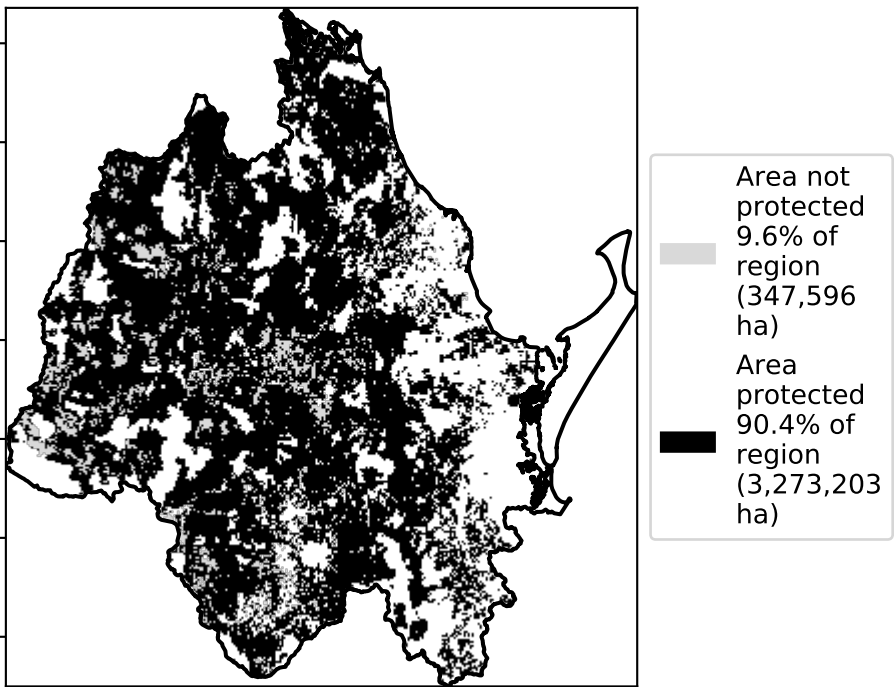 Area not
protected
9.6% of
region
(347,596
ha)
Area
protected
90.4% of
region
(3,273,203
ha)